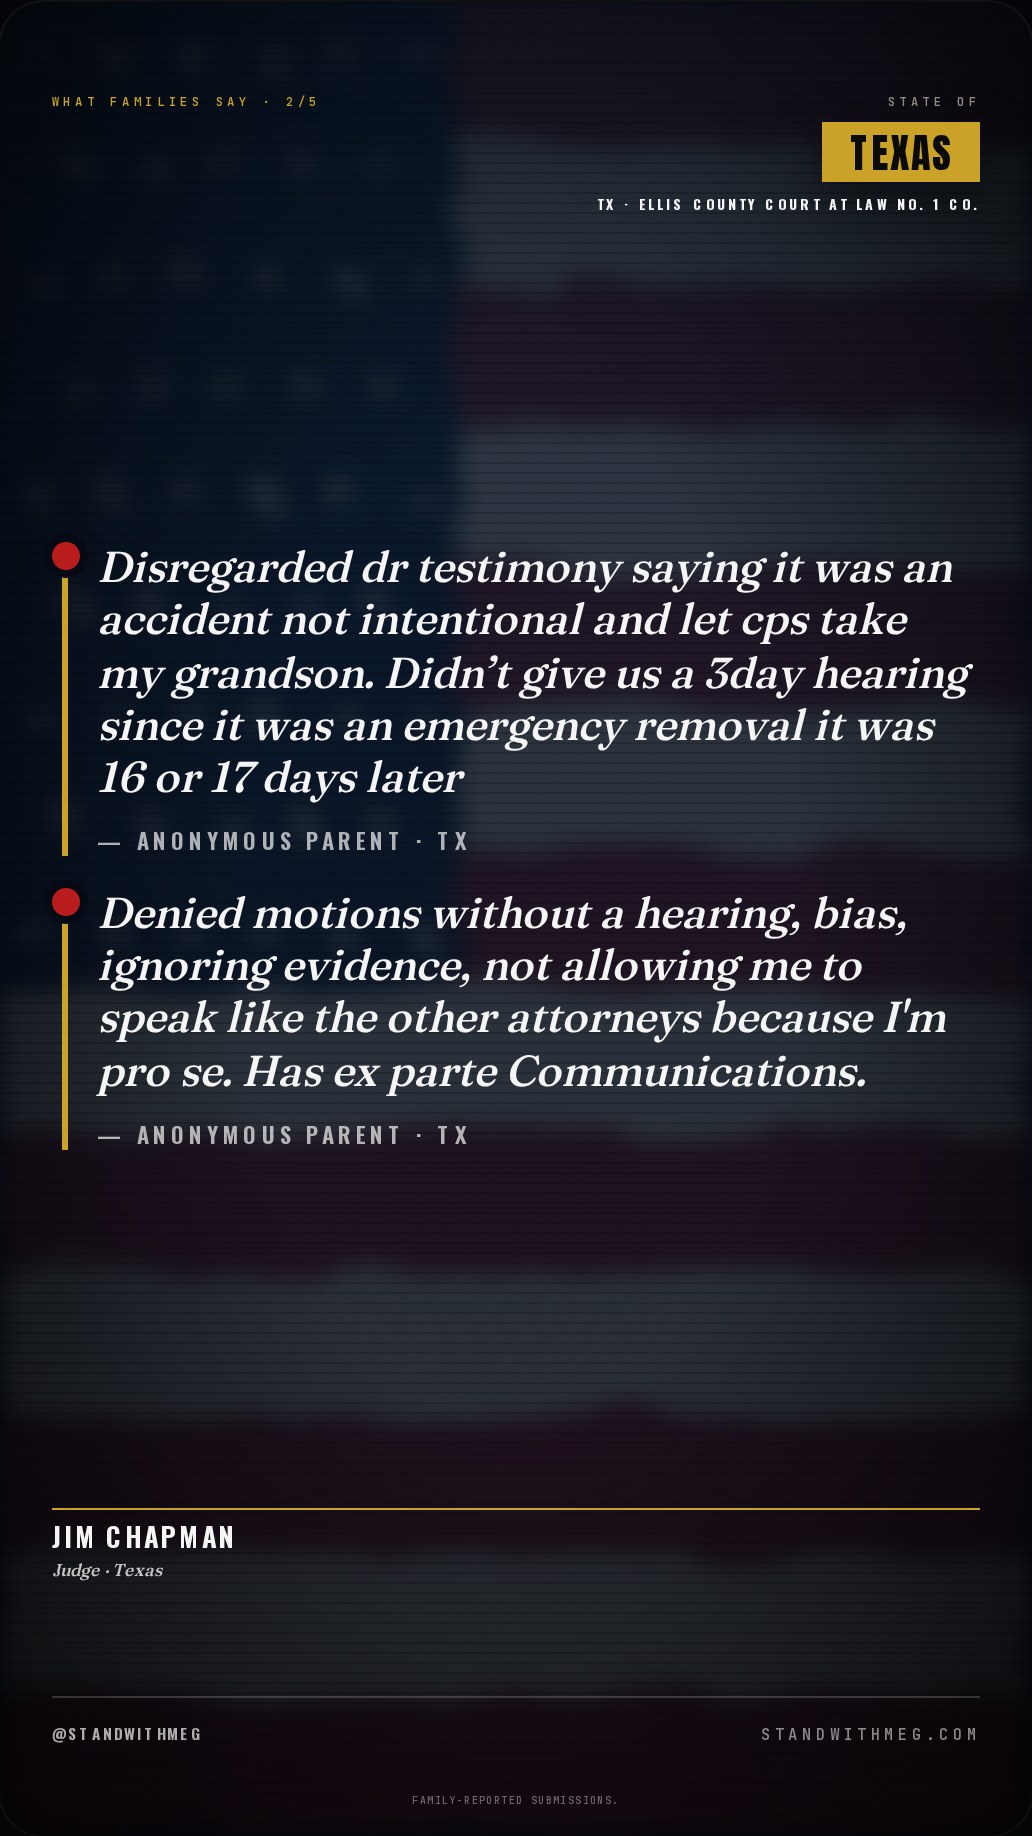 WHAT FAMILIES SAY · 2/5
STATE OF
TEXAS
TX · ELLIS COUNTY COURT AT LAW NO. 1 CO.
Disregarded dr testimony saying it was an
accident not intentional and let cps take
my grandson. Didn’t give us a 3day hearing
since it was an emergency removal it was
16 or 17 days later
— ANONYMOUS PARENT · TX
Denied motions without a hearing, bias,
ignoring evidence, not allowing me to
speak like the other attorneys because I'm
pro se. Has ex parte Communications.
— ANONYMOUS PARENT · TX
JIM CHAPMAN
Judge · Texas
@STANDWITHMEG
STANDWITHMEG.COM
FAMILY-REPORTED SUBMISSIONS.